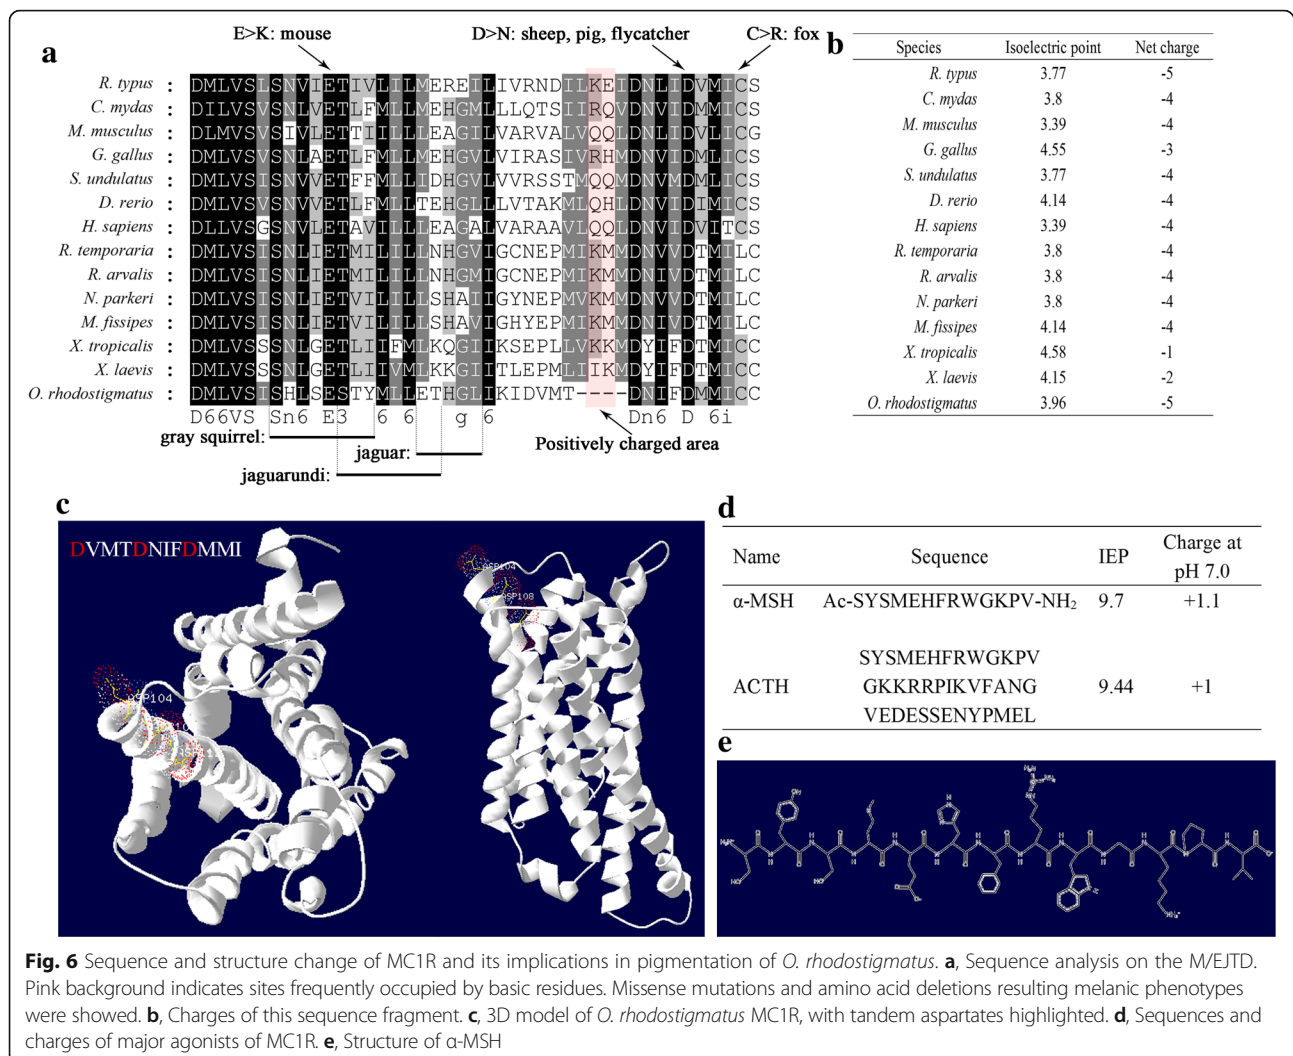 a
E>K: mouse
D>N: sheep, pig, flycatcher
C>R: fox
R. typus : DMLVSLSNVIETIVLILMEREILIVRNDILKEIDNLIDVMICS
C. mydas : DILVSVSNLVETLFMLLMEHGMLLLQTSIIRQVDNVIDMMICS
M. musculus : DLMVSVSIVLETTIILLLEAGILVARVALVQQLDNLIDVLICG
G. gallus : DMLVSVSNLAETLFMLLMEHGVLVIRASIVRHMDNVIDMLICS
S. undulatus : DMLVSISNVVETFFMLLIDHGVLVVRSSTMQQMDNVIDMLICS
D. rerio : DMLVSVSNVVETLFMLLTEHGLLLVTAKMLQHLDNVIDIMICS
H. sapiens : DLLVSGSNVLETAVILLLEAGALVARAAVLQQLDNVIDVITCS
R. temporaria : DMLVSISNLIETMILILLNHGVIGCNEPMIKMMDNVVDTMILC
R. arvalis : DMLVSISNLIETMILILLNHGMIGCNEPMIKMMDNIVDTMILC
N. parkeri : DMLVSISNLIETVILILLSHAIIGYNEPMVKMMDNVVDTMILC
M. fissipes : DMLVSISNLIETVILILLSHAVIGHYEPMIKMMDNIVDTMILC
X. tropicalis : DMLVSSSNLGETLIIIFMLKQGIIKSEPLLVKKMDYIFDTMICC
X. laevis : DMLVSSSNLGETLIIVMLKKGIITLEPMLIIKMDYIFDTMICC
O. rhodostigmatus : DMLVSISHLSESTYMLLETHGLIKIDVMT----DNIFDMMICC
D66VS Sn6 E3 6 6 g 6 Dn6 D 6i
gray squirrel:
jaguar:
jaguarundi:
Positively charged area
b
Species Isoelectric point Net charge
R. typus 3.77 -5
C. mydas 3.8 -4
M. musculus 3.39 -4
G. gallus 4.55 -3
S. undulatus 3.77 -4
D. rerio 4.14 -4
H. sapiens 3.39 -4
R. temporaria 3.8 -4
R. arvalis 3.8 -4
N. parkeri 3.8 -4
M. fissipes 4.14 -4
X. tropicalis 4.58 -1
X. laevis 4.15 -2
O. rhodostigmatus 3.96 -5
c
DVMTDNIFDMMI
ASP104
ASP104
ASP108
d
Name Sequence IEP Charge at
pH 7.0
α-MSH Ac-SYSMEHFRWGKPV-NH₂ 9.7 +1.1
SYSMEHFRWGKPV
ACTH GKKRRPIKVFANG 9.44 +1
VEDESSENYPMEL
e
Fig. 6 Sequence and structure change of MC1R and its implications in pigmentation of O. rhodostigmatus. a, Sequence analysis on the M/EJTD.
Pink background indicates sites frequently occupied by basic residues. Missense mutations and amino acid deletions resulting melanic phenotypes
were showed. b, Charges of this sequence fragment. c, 3D model of O. rhodostigmatus MC1R, with tandem aspartates highlighted. d, Sequences and
charges of major agonists of MC1R. e, Structure of α-MSH